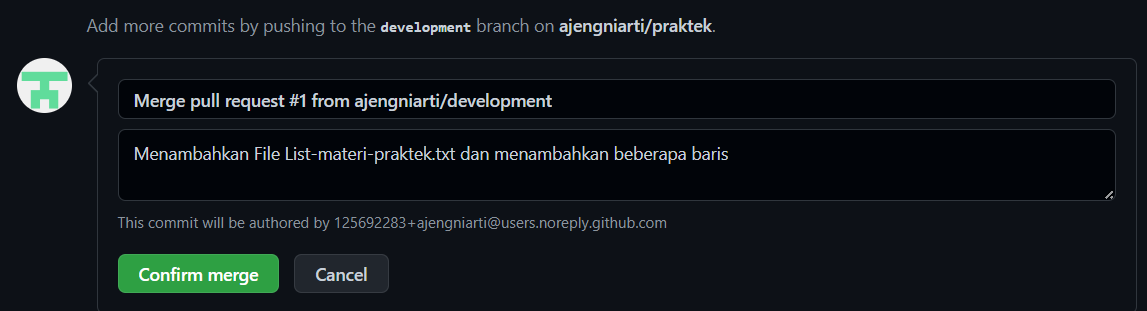 Add more commits by pushing to the development branch on ajengniarti/praktek.
Merge pull request #1 from ajengniarti/development
Menambahkan File List-materi-praktek.txt dan menambahkan beberapa baris
This commit will be authored by 125692283+ajengniarti@users.noreply.github.com
Confirm merge
Cancel